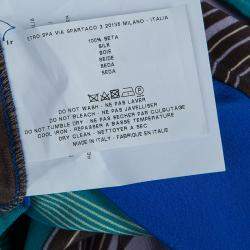 ETRO SPA VIA SPARTACO 3 20135 MILANO - ITALIA
100% SETA
SILK
SOIE
SEIDE
SEDA
DO NOT WASH - NE PAS LAVER
DO NOT BLEACH - NE PAS JAVELLISER
DO NOT TUMBLE DRY - NE PAS SECHER PAR CULBUTAGE
COOL IRON - REPASSER A BASSE TEMPERATURE
DRY CLEAN - NETTOYER A SEC
MADE IN ITALY - FABRIQUE EN ITALIE